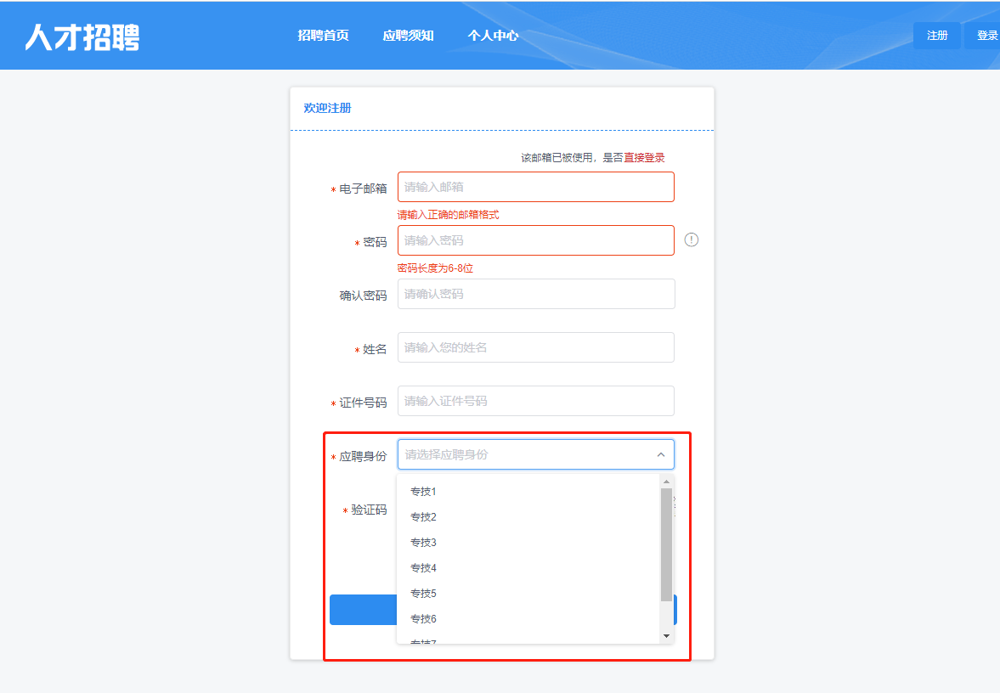 人才招聘 招聘首页 应聘须知 个人中心 注册 登录
欢迎注册
该邮箱已被使用，是否直接登录
* 电子邮箱 请输入邮箱
请输入正确的邮箱格式
* 密码 请输入密码
密码长度为6-8位
确认密码 请确认密码
* 姓名 请输入您的姓名
* 证件号码 请输入证件号码
* 应聘身份 请选择应聘身份
专技1
* 验证码
专技2
专技3
专技4
专技5
专技6
专技7